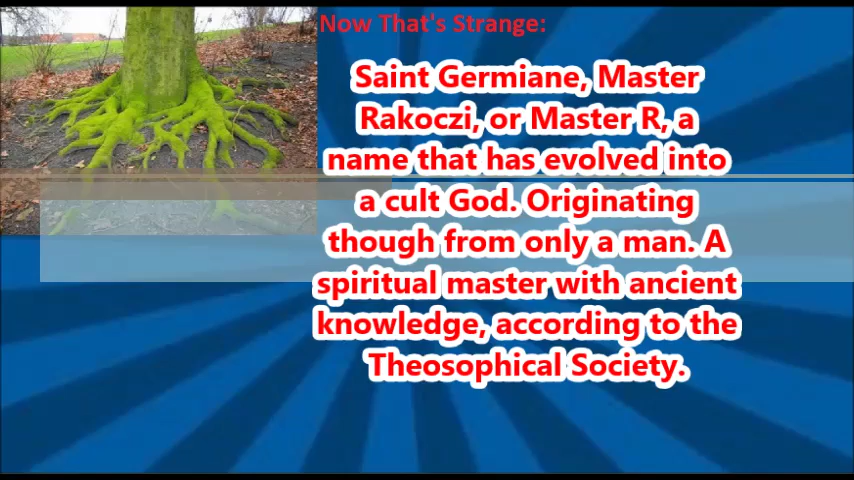 Now That's Strange:
Saint Germiane, Master
Rakoczi, or Master R, a
name that has evolved into
a cult God. Originating
though from only a man. A
spiritual master with ancient
knowledge, according to the
Theosophical Society.